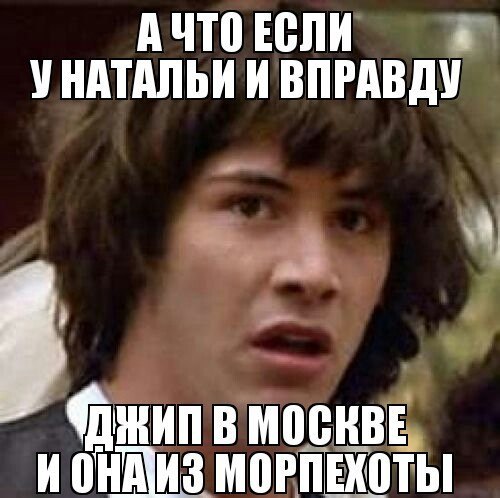 А ЧТО ЕСЛИ
У НАТАЛЬИ И ВПРАВДУ
ДЖИП В МОСКВЕ
И ОНА ИЗ МОРПЕХОТЫ